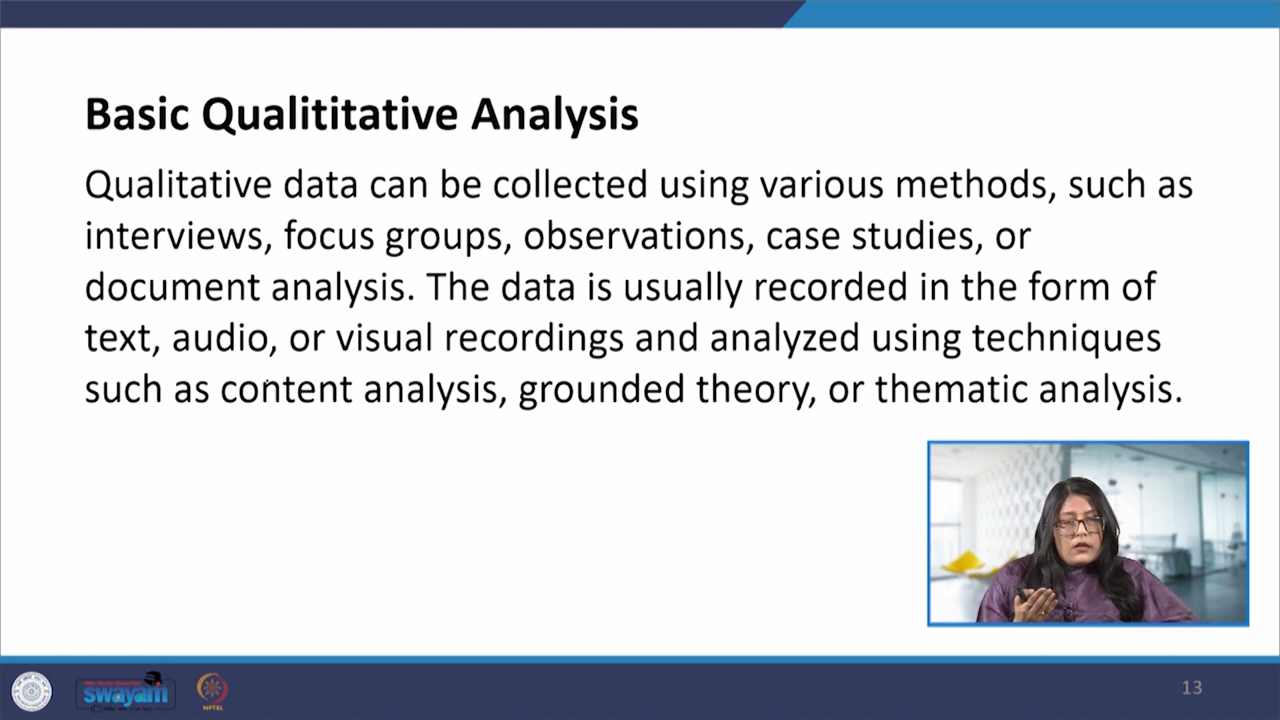 Basic Qualititative Analysis
Qualitative data can be collected using various methods, such as
interviews, focus groups, observations, case studies, or
document analysis. The data is usually recorded in the form of
text, audio, or visual recordings and analyzed using techniques
such as content analysis, grounded theory, or thematic analysis.
swayam
NPTEL
13